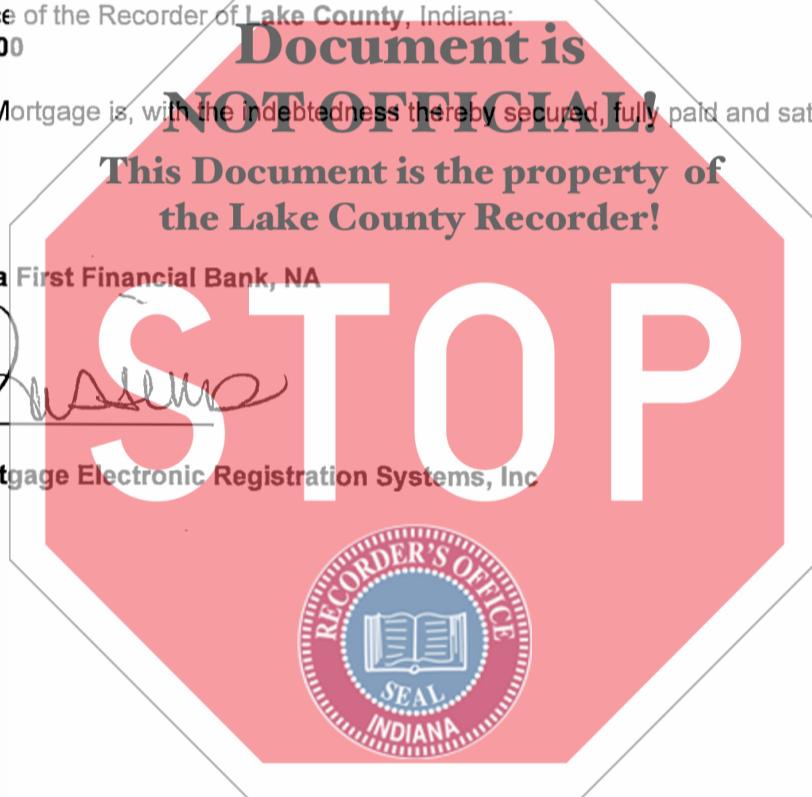 e of the Recorder of Lake County, Indiana:
00
Document is
Mortgage is, with the indebtedness thereby secured, fully paid and sat
NOT OFFICIAL!
This Document is the property of
the Lake County Recorder!
a First Financial Bank, NA
STOP
tgage Electronic Registration Systems, Inc
RECORDER'S OFFICE
SEAL
INDIANA